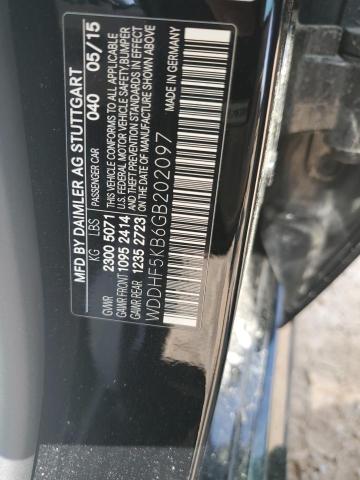 MFD BY DAIMLER AG STUTTGART
PASSENGER CAR 040 05/15
KG LBS
GVWR 2300 5071
GAWR FRONT 1095 2414
GAWR REAR 1235 2723
THIS VEHICLE CONFORMS TO ALL APPLICABLE
U.S. FEDERAL MOTOR VEHICLE SAFETY, BUMPER
AND THEFT PREVENTION STANDARDS IN EFFECT
ON THE DATE OF MANUFACTURE SHOWN ABOVE
WDDHF5KB6GB202097
MADE IN GERMANY